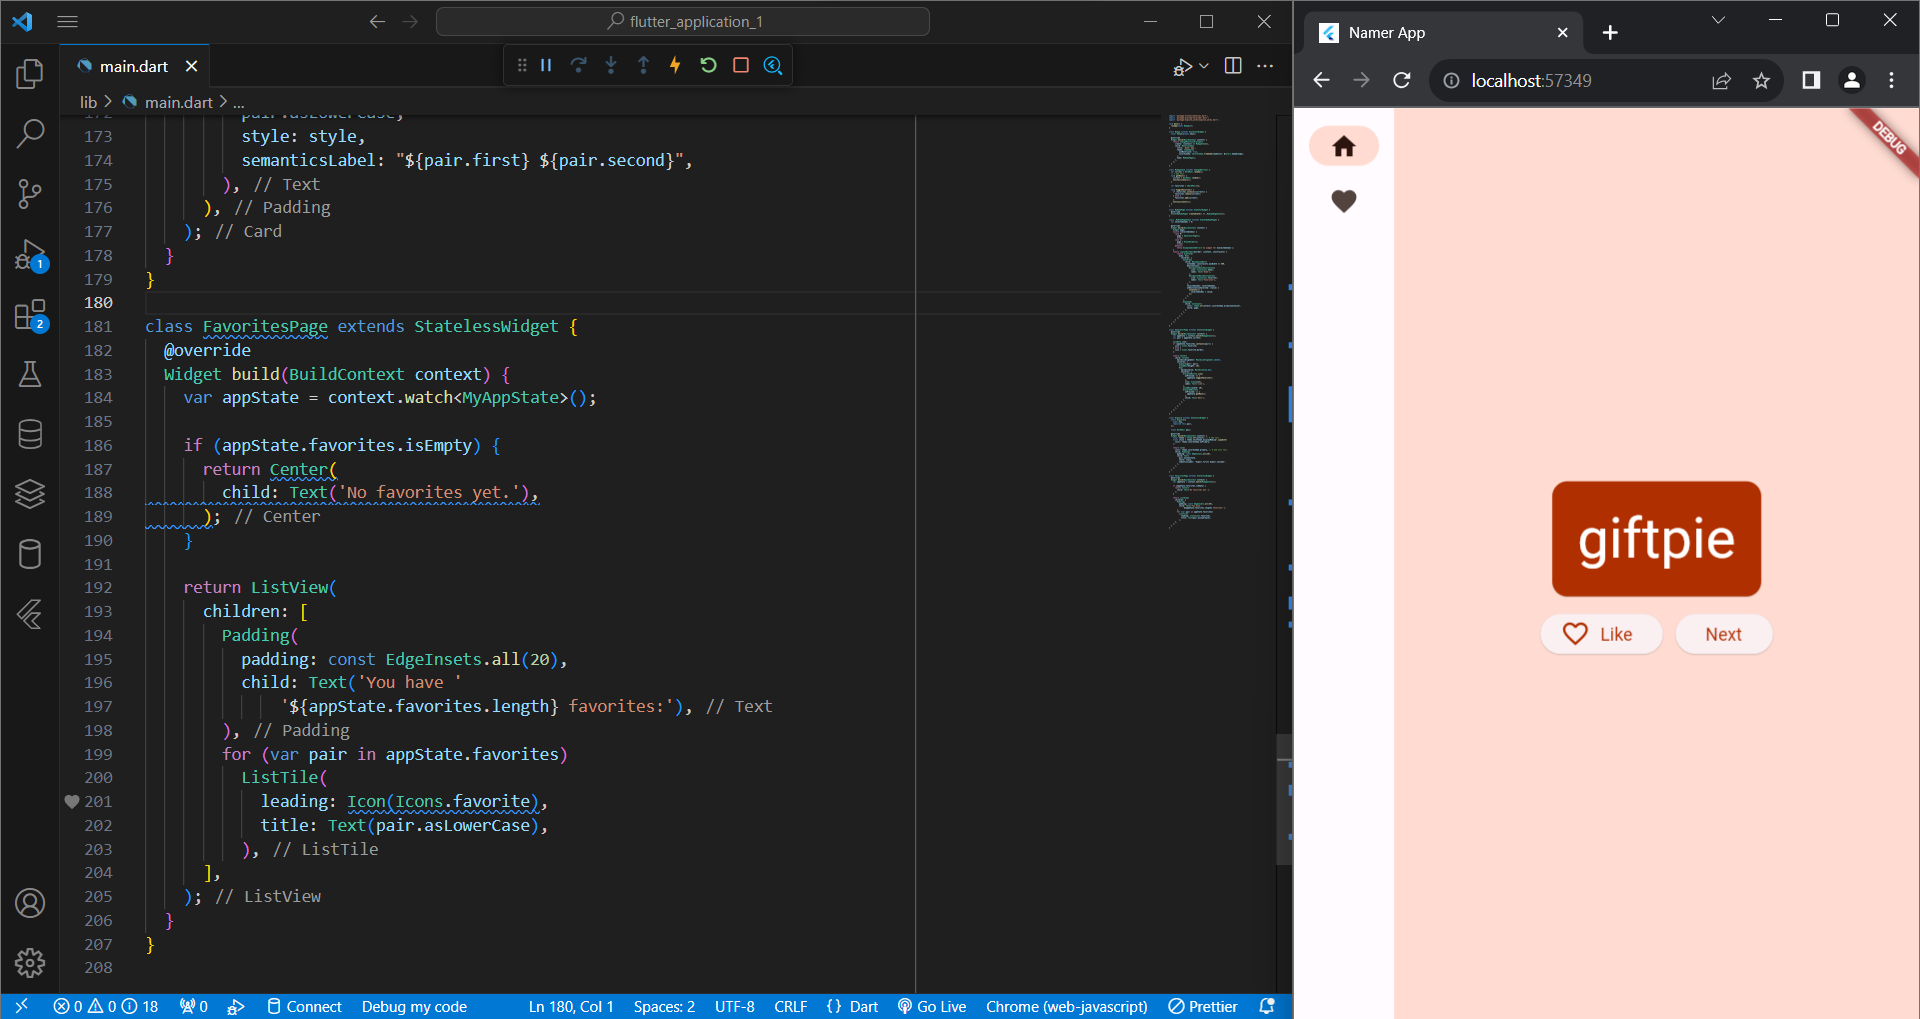 flutter_application_1
main.dart
lib > main.dart > ...
172 pair.asLowerCase,
173 style: style,
174 semanticsLabel: "${pair.first} ${pair.second}",
175 ), // Text
176 ), // Padding
177 ); // Card
178 }
179 }
180
181 class FavoritesPage extends StatelessWidget {
182 @override
183 Widget build(BuildContext context) {
184 var appState = context.watch<MyAppState>();
185
186 if (appState.favorites.isEmpty) {
187 return Center(
188 child: Text('No favorites yet.'),
189 ); // Center
190 }
191
192 return ListView(
193 children: [
194 Padding(
195 padding: const EdgeInsets.all(20),
196 child: Text('You have '
197 '${appState.favorites.length} favorites:'), // Text
198 ), // Padding
199 for (var pair in appState.favorites)
200 ListTile(
201 leading: Icon(Icons.favorite),
202 title: Text(pair.asLowerCase),
203 ), // ListTile
204 ],
205 ); // ListView
206 }
207 }
208
1
2
0 0 18 0 Connect Debug my code Ln 180, Col 1 Spaces: 2 UTF-8 CRLF {} Dart Go Live Chrome (web-javascript) Prettier
Namer App
localhost:57349
DEBUG
giftpie
Like Next